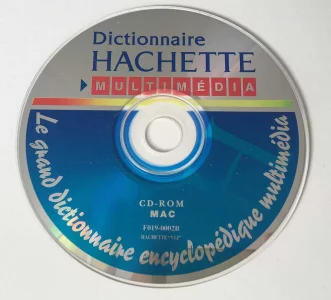 Dictionnaire
HACHETTE
MULTIMÉDIA
Le grand dictionnaire encyclopédique multimédia
CD-ROM
MAC
F019-0002B